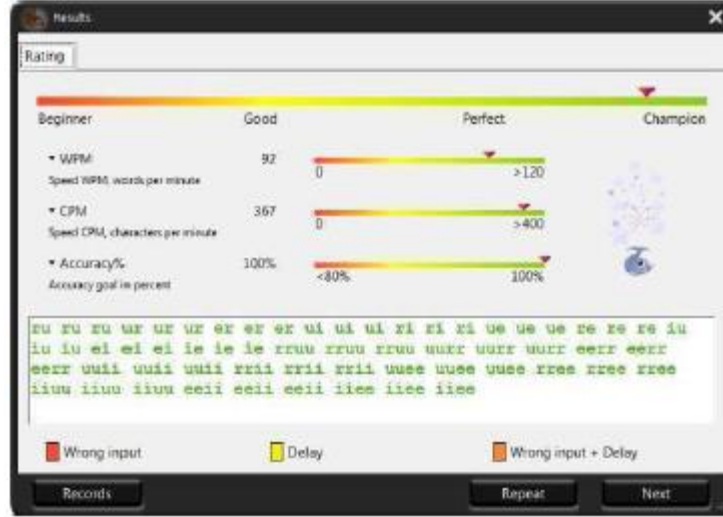 Results
Rating
Beginner Good Perfect Champion
WPM 92 0 >120
Speed WPM, words per minute
CPM 367 0 >400
Speed CPM, characters per minute
Accuracy% 100% <80% 100%
Accuracy goal in percent
ru ru ru ur ur ur er er er ui ui ui ri ri ri ue ue ue re re re iu
iu iu ei ei ei ie ie ie rruu rruu rruu uurr uurr uurr eerr eerr
eerr uuii uuii uuii rrii rrii rrii uuee uuee uuee rree rree rree
iiuu iiuu iiuu eeii eeii eeii iiee iiee iiee
Wrong input Delay Wrong input + Delay
Records Repeat Next